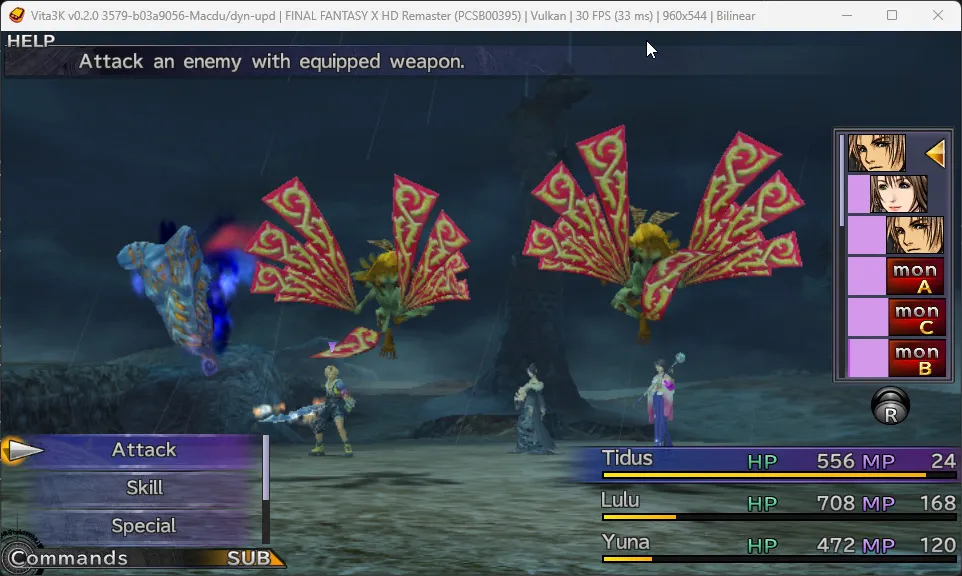 Vita3K v0.2.0 3579-b03a9056-Macdu/dyn-upd | FINAL FANTASY X HD Remaster (PCSB00395) | Vulkan | 30 FPS (33 ms) | 960x544 | Bilinear
HELP
Attack an enemy with equipped weapon.
mon
A
mon
C
mon
B
R
Attack
Skill
Special
Commands SUB
Tidus HP 556 MP 24
Lulu HP 708 MP 168
Yuna HP 472 MP 120